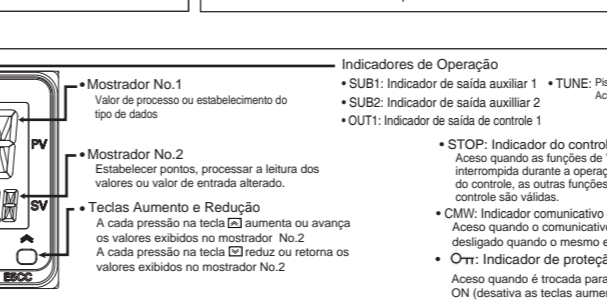 Indicadores de Operação
• Mostrador No.1
Valor de processo ou estabelecimento do
tipo de dados
• SUB1: Indicador de saída auxiliar 1 • TUNE:
• SUB2: Indicador de saída auxilliar 2
• OUT1: Indicador de saída de controle 1
PV
• Mostrador No.2
Estabelecer pontos, processar a leitura dos
valores ou valor de entrada alterado.
SV
• Teclas Aumento e Redução
A cada pressão na tecla aumenta ou avança
os valores exibidos no mostrador No.2
A cada pressão na tecla reduz ou retorna os
valores exibidos no mostrador No.2
E5CC
• STOP: Indicador do
Aceso quando as funções de
interrompida durante a
do controle, as outras funções
controle são válidas.
• CMW: Indicador comunicativo
Aceso quando o
desligado quando o mesmo
• Indicador de
Aceso quando é trocada para
ON (desativa as teclas